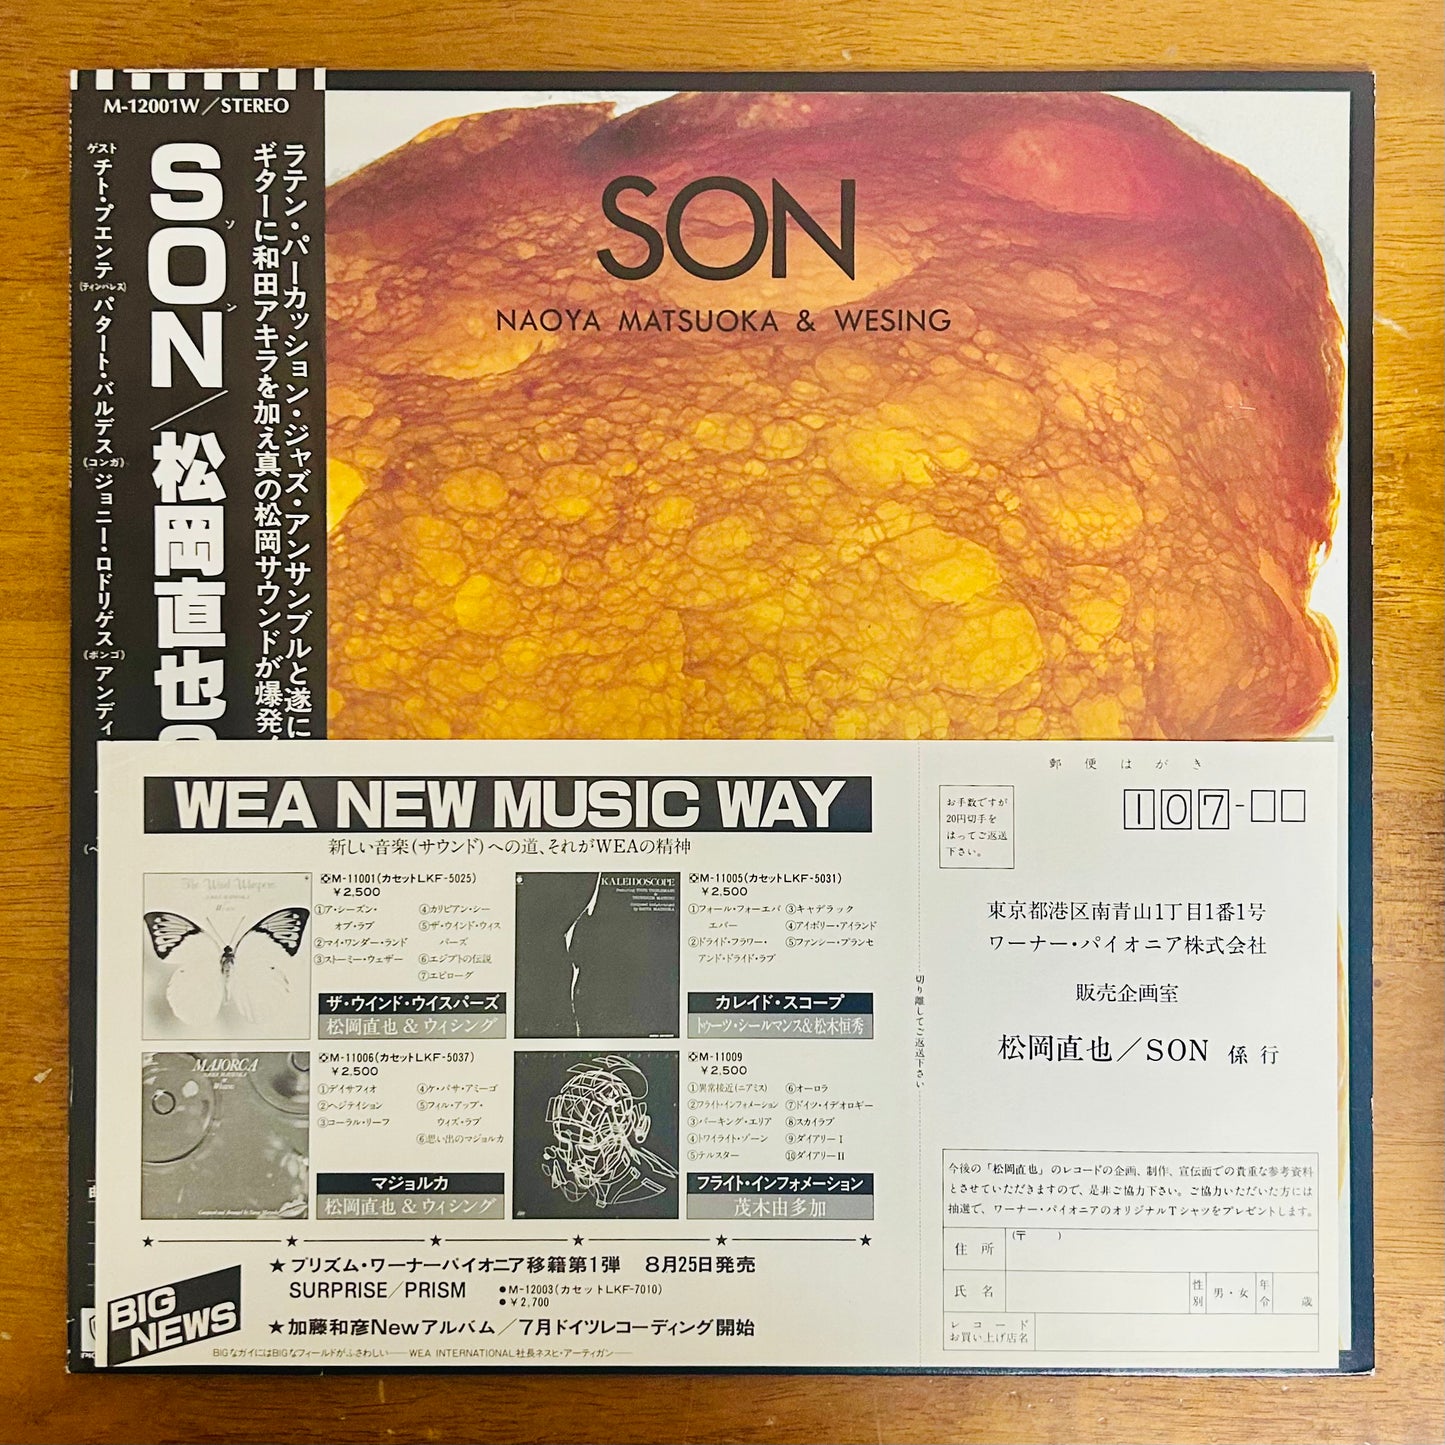 M-12001W／STEREO
ラテン・パーカッション・ジャズ・アンサンブルと遂に
ギターに和田アキラを加え真の松岡サウンドが爆発
SON／松岡直也
ソン
ゲスト
チト・プエンテ(ティンバレス) パタート・バルデス(コンガ) ジョニー・ロドリゲス(ボンゴ) アンディ
SON
NAOYA MATSUOKA & WESING
WEA NEW MUSIC WAY
新しい音楽(サウンド)への道、それがWEAの精神
The Wind Whispers
M-11001(カセットLKF-5025)
￥2,500
①ア・シーズン・オブ・ラブ
②マイ・ワンダー・ランド
③ストーミー・ウェザー
④カリビアン・シー
⑤ザ・ウインド・ウィスパーズ
⑥エジプトの伝説
⑦エピローグ
ザ・ウインド・ウイスパーズ
松岡直也 & ウィシング
KALEIDOSCOPE
M-11005(カセットLKF-5031)
￥2,500
①フォール・フォーエバエバー
②ドライド・フラワー・アンド・ドライド・ラブ
③キャデラック
④アイボリー・アイランド
⑤ファンシー・プランセ
カレイド・スコープ
トゥーツ・シールマンス&松木恒秀
MAJORCA
M-11006(カセットLKF-5037)
￥2,500
①デイサフィオ
②ヘジテイション
③コーラル・リーフ
④ケ・パサ・アミーゴ
⑤フィル・アップ・ウィズ・ラブ
⑥思い出のマジョルカ
マジョルカ
松岡直也 & ウィシング
M-11009
￥2,500
①異常接近(ニアミス)
②フライト・インフォメーション
③パーキング・エリア
④トワイライト・ゾーン
⑤テルスター
⑥オーロラ
⑦ドイツ・イデオロギー
⑧スカイラブ
⑨ダイアリー I
⑩ダイアリー II
フライト・インフォメーション
茂木由多加
BIG NEWS
★プリズム・ワーナーパイオニア移籍第1弾 8月25日発売
SURPRISE／PRISM
●M-12003(カセットLKF-7010)
●￥2,700
★加藤和彦Newアルバム／7月ドイツレコーディング開始
BIGなガイにはBIGなフィールドがふさわしい——WEA INTERNATIONAL社長ネスヒ・アーティガン——
切り離してご返送下さい
郵便はがき
お手数ですが
20円切手を
はってご返送
下さい。
107-
東京都港区南青山1丁目1番1号
ワーナー・パイオニア株式会社
販売企画室
松岡直也／SON 係 行
今後の「松岡直也」のレコードの企画、制作、宣伝面での貴重な参考資料
とさせていただきますので、是非ご協力下さい。ご協力いただいた方には
抽選で、ワーナー・パイオニアのオリジナルTシャツをプレゼントします。
住所 (〒 )
氏名 性別 男・女 年令 歳
レコード
お買い上げ店名